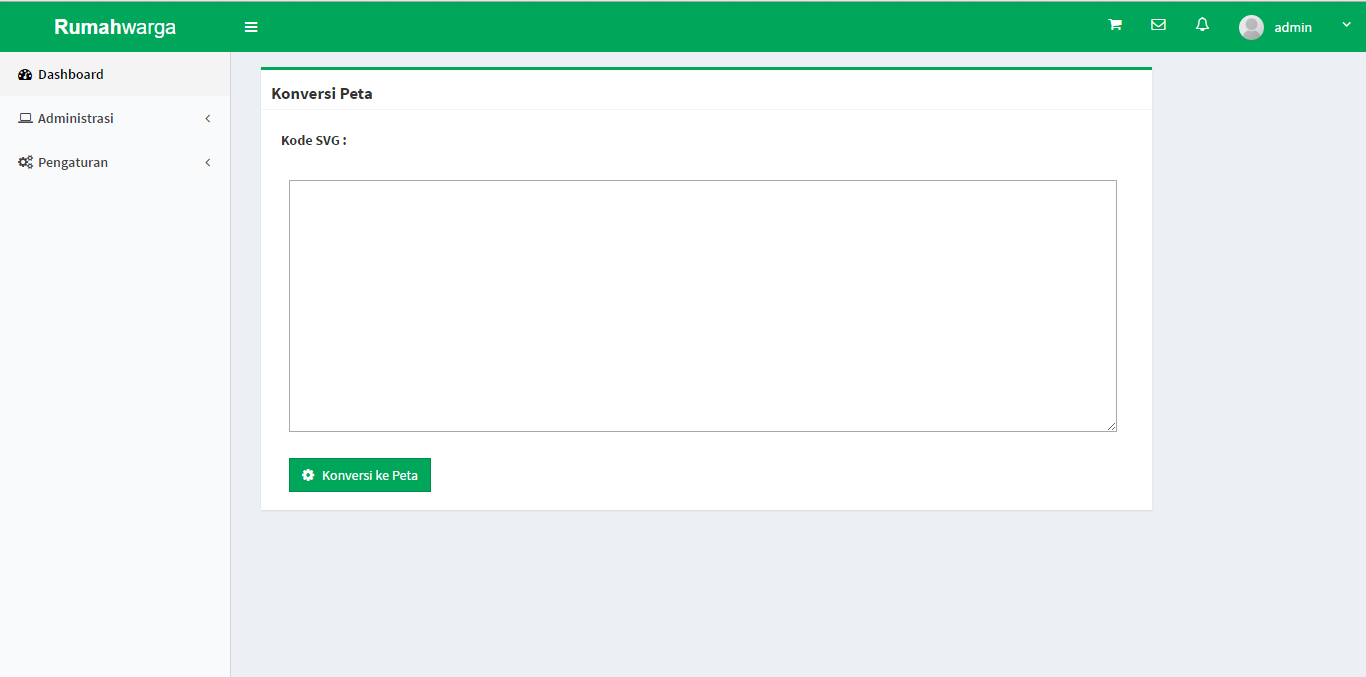 Rumahwarga
admin
Dashboard
Administrasi
Pengaturan
Konversi Peta
Kode SVG :
Konversi ke Peta